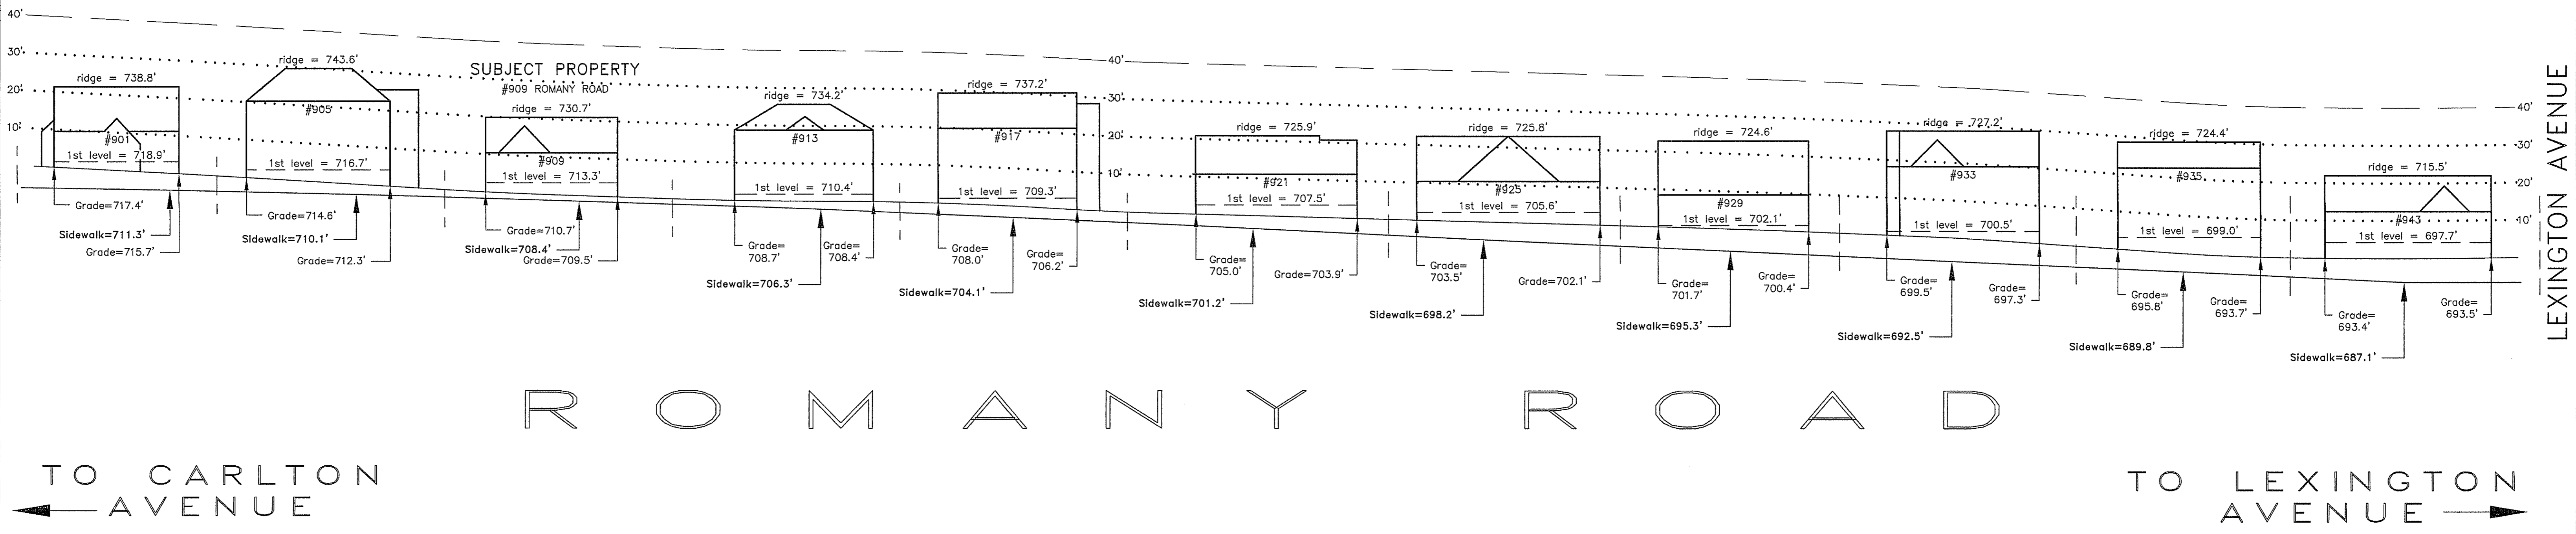 40'
30'
20'
10'
ridge = 738.8'
#901
1st level = 718.9'
Grade=717.4'
Sidewalk=711.3'
Grade=715.7'
ridge = 743.6'
#905
1st level = 716.7'
Grade=714.6'
Sidewalk=710.1'
Grade=712.3'
SUBJECT PROPERTY
#909 ROMANY ROAD
ridge = 730.7'
#909
1st level = 713.3'
Grade=710.7'
Sidewalk=708.4'
Grade=709.5'
ridge = 734.2'
#913
1st level = 710.4'
Grade=
708.7'
Grade=
708.4'
Sidewalk=706.3'
ridge = 737.2'
#917
1st level = 709.3'
Grade=
708.0'
Grade=
706.2'
Sidewalk=704.1'
40'
30'
20'
10'
ridge = 725.9'
#921
1st level = 707.5'
Grade=
705.0'
Grade=703.9'
Sidewalk=701.2'
ridge = 725.8'
#925
1st level = 705.6'
Grade=
703.5'
Grade=702.1'
Sidewalk=698.2'
ridge = 724.6'
#929
1st level = 702.1'
Grade=
701.7'
Grade=
700.4'
Sidewalk=695.3'
ridge = 727.2'
#933
1st level = 700.5'
Grade=
699.5'
Grade=
697.3'
Sidewalk=692.5'
ridge = 724.4'
#935
1st level = 699.0'
Grade=
695.8'
Grade=
693.7'
Sidewalk=689.8'
ridge = 715.5'
#943
1st level = 697.7'
Grade=
693.4'
Grade=
693.5'
Sidewalk=687.1'
40'
30'
20'
10'
LEXINGTON AVENUE
ROMANY ROAD
TO CARLTON
AVENUE
TO LEXINGTON
AVENUE